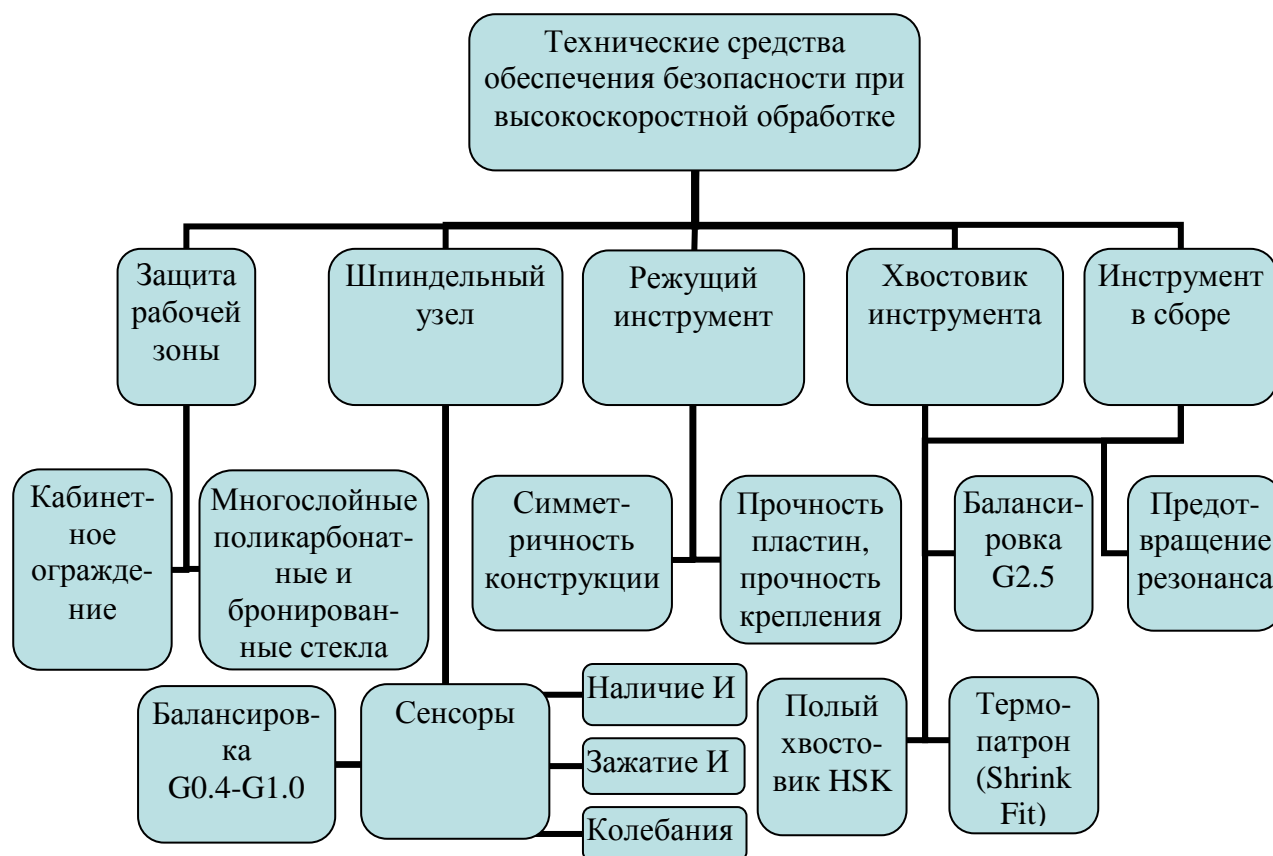 Технические средства
обеспечения безопасности при
высокоскоростной обработке
Защита
рабочей
зоны
Шпиндельный
узел
Режущий
инструмент
Хвостовик
инструмента
Инструмент
в сборе
Кабинет-
ное
огражде-
ние
Многослойные
поликарбонат-
ные и
бронирован-
ные стекла
Симмет-
ричность
конструкции
Прочность
пластин,
прочность
крепления
Баланси-
ровка
G2.5
Предот-
вращение
резонанса
Балансиров-
ка
G0.4-G1.0
Сенсоры
Наличие И
Зажатие И
Колебания
Полый
хвосто-
вик HSK
Термо-
патрон
(Shrink
Fit)